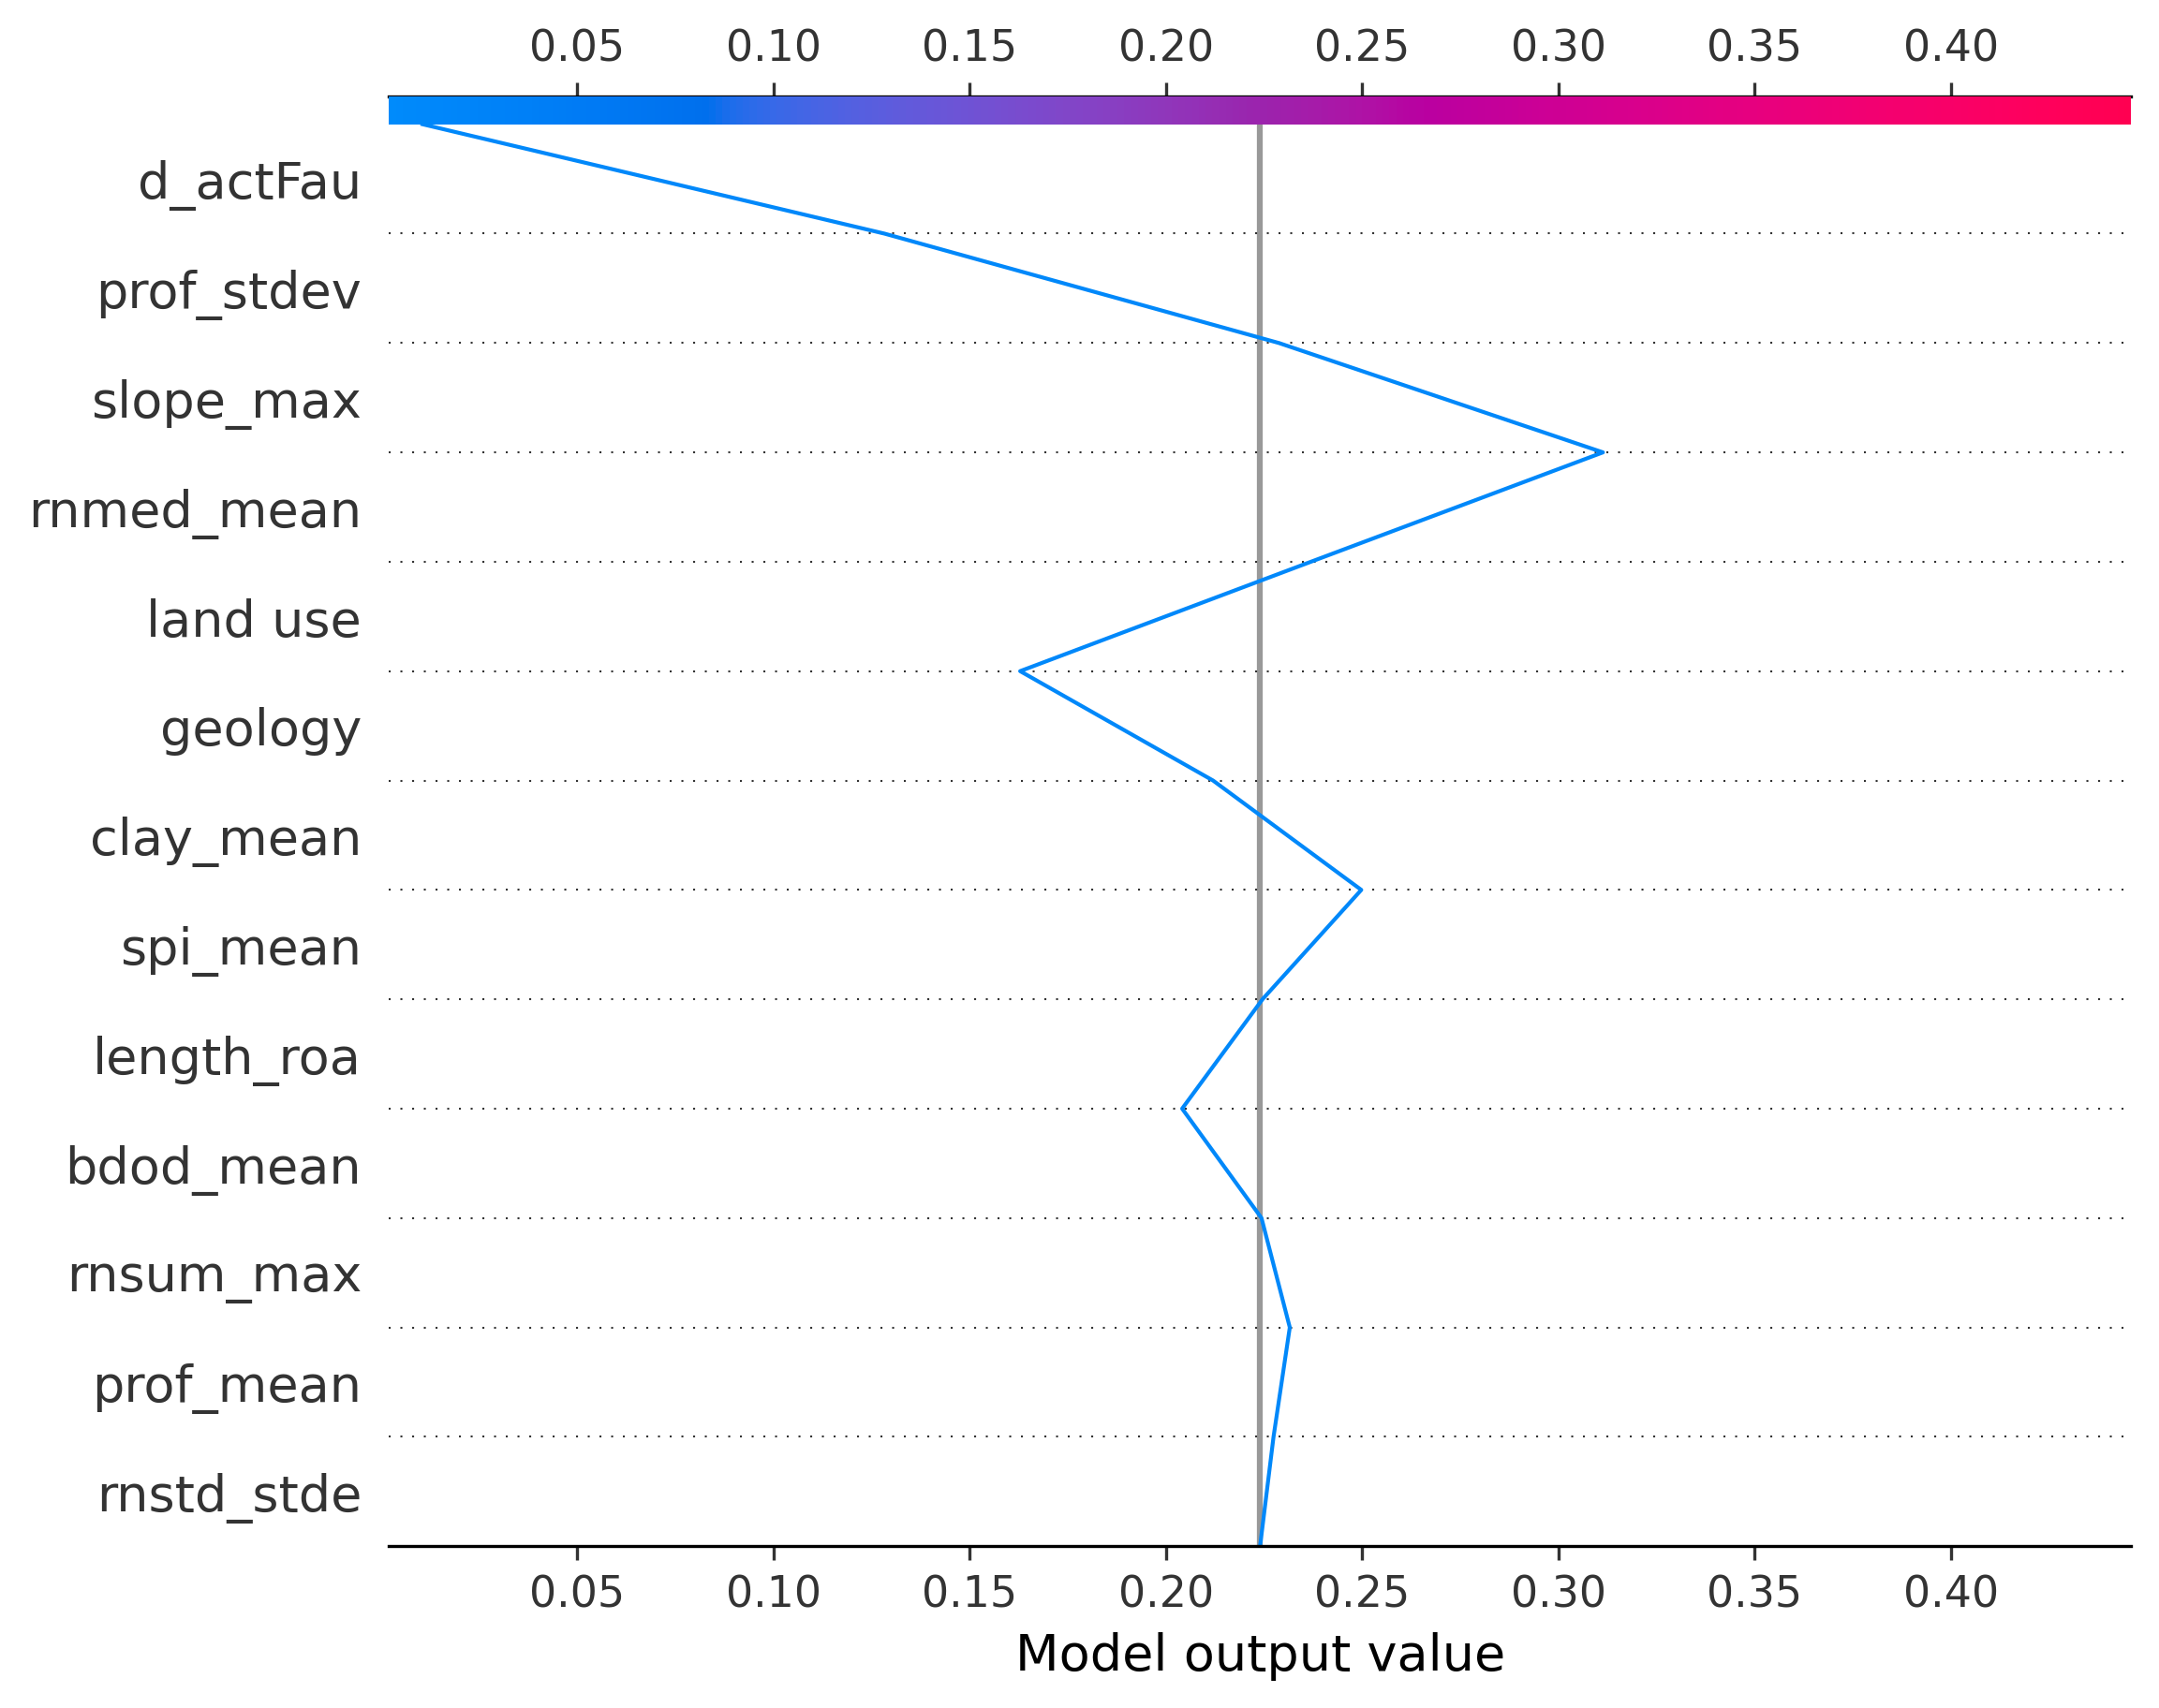 0.05 0.10 0.15 0.20 0.25 0.30 0.35 0.40
d_actFau
prof_stdev
slope_max
rnmed_mean
land use
geology
clay_mean
spi_mean
length_roa
bdod_mean
rnsum_max
prof_mean
rnstd_stde
0.05 0.10 0.15 0.20 0.25 0.30 0.35 0.40
Model output value